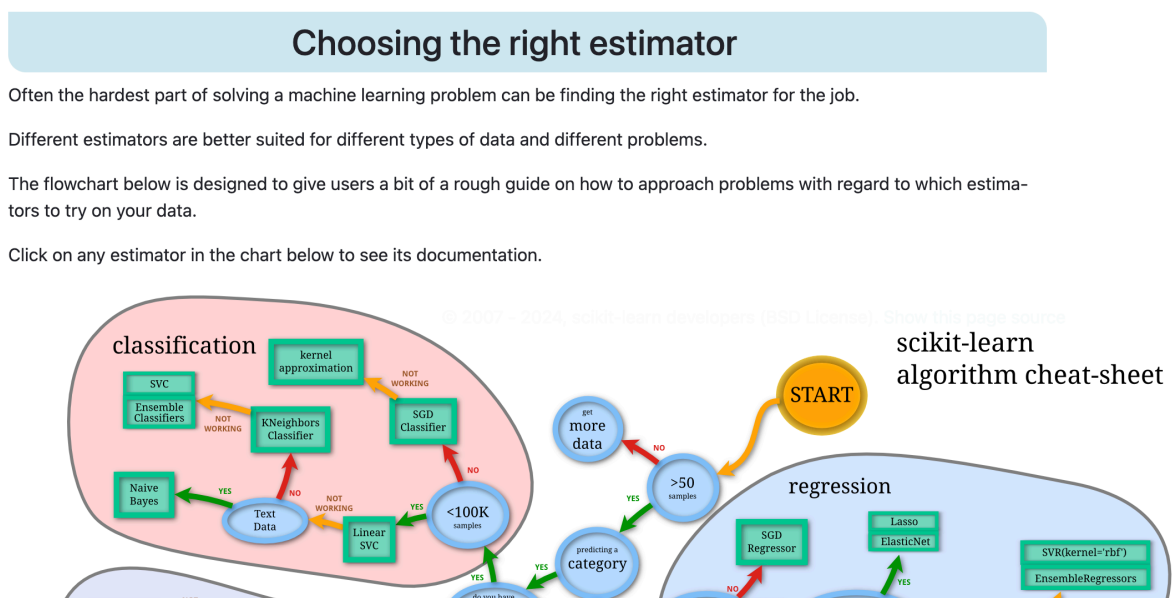 Choosing the right estimator
Often the hardest part of solving a machine learning problem can be finding the right estimator for the job.
Different estimators are better suited for different types of data and different problems.
The flowchart below is designed to give users a bit of a rough guide on how to approach problems with regard to which estima-
tors to try on your data.
Click on any estimator in the chart below to see its documentation.
© 2007 - 2024, scikit-learn developers (BSD License). Show this page source
scikit-learn
algorithm cheat-sheet
classification
kernel
approximation
NOT
WORKING
SVC
Ensemble
Classifiers
NOT
WORKING
KNeighbors
Classifier
SGD
Classifier
NO
Naive
Bayes
YES
NO
Text
Data
NOT
WORKING
Linear
SVC
YES
<100K
samples
YES
START
get
more
data
NO
>50
samples
YES
predicting a
category
YES
do you have
regression
SGD
Regressor
NO
Lasso
ElasticNet
YES
SVR(kernel='rbf')
EnsembleRegressors